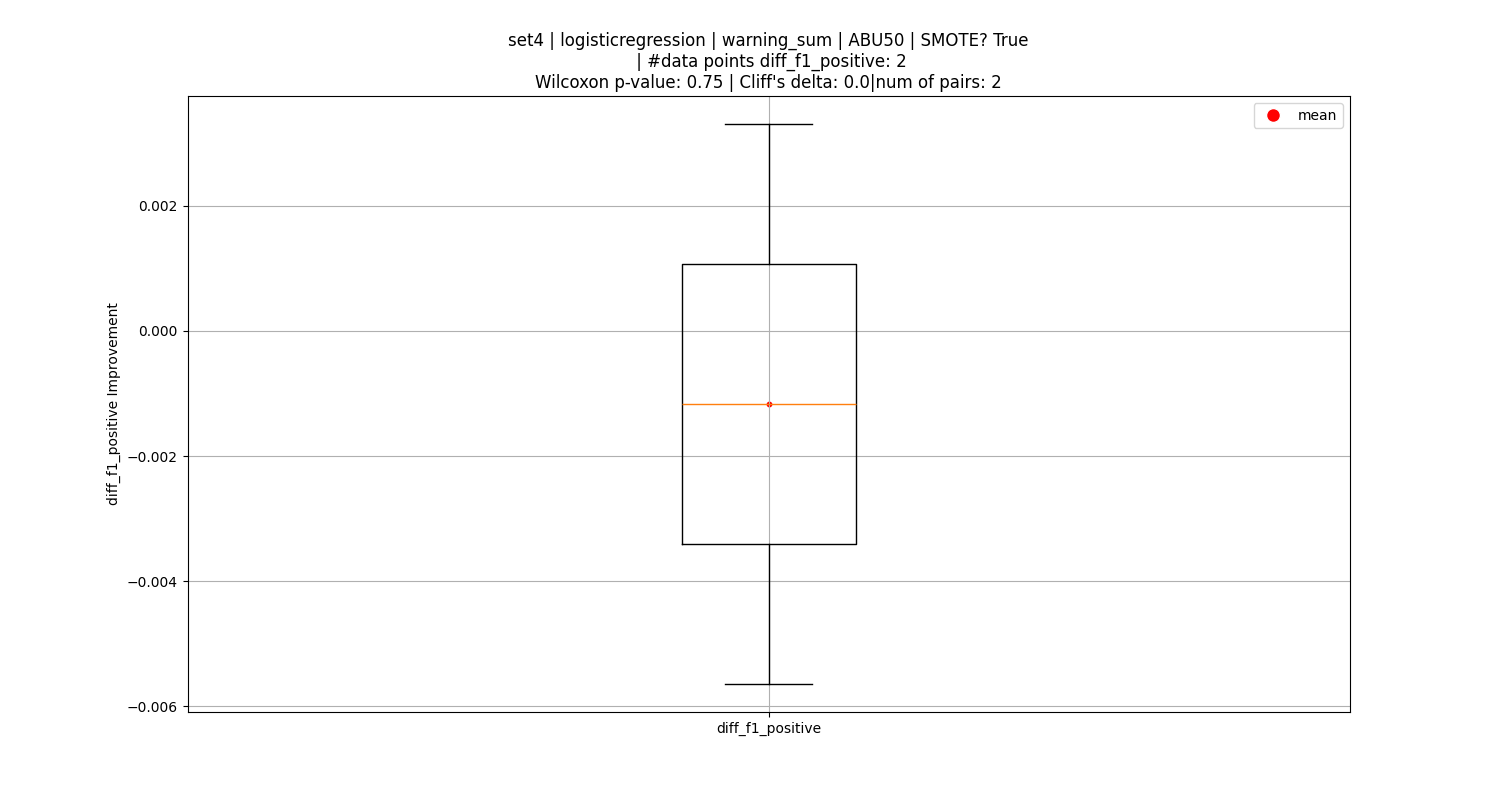 set4 | logisticregression | warning_sum | ABU50 | SMOTE? True
| #data points diff_f1_positive: 2
Wilcoxon p-value: 0.75 | Cliff's delta: 0.0|num of pairs: 2
mean
0.002
0.000
−0.002
−0.004
−0.006
diff_f1_positive Improvement
diff_f1_positive